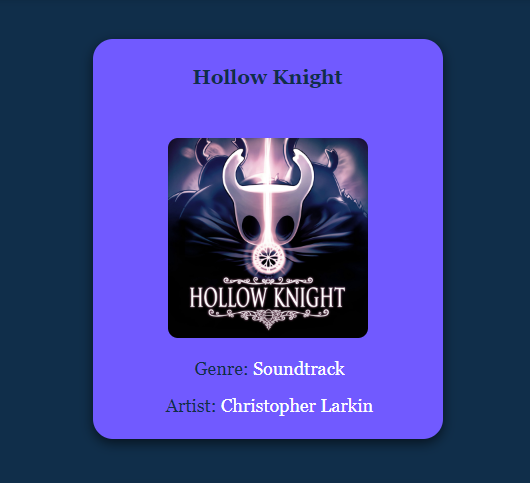 Hollow Knight
HOLLOW KNIGHT
Genre: Soundtrack
Artist: Christopher Larkin